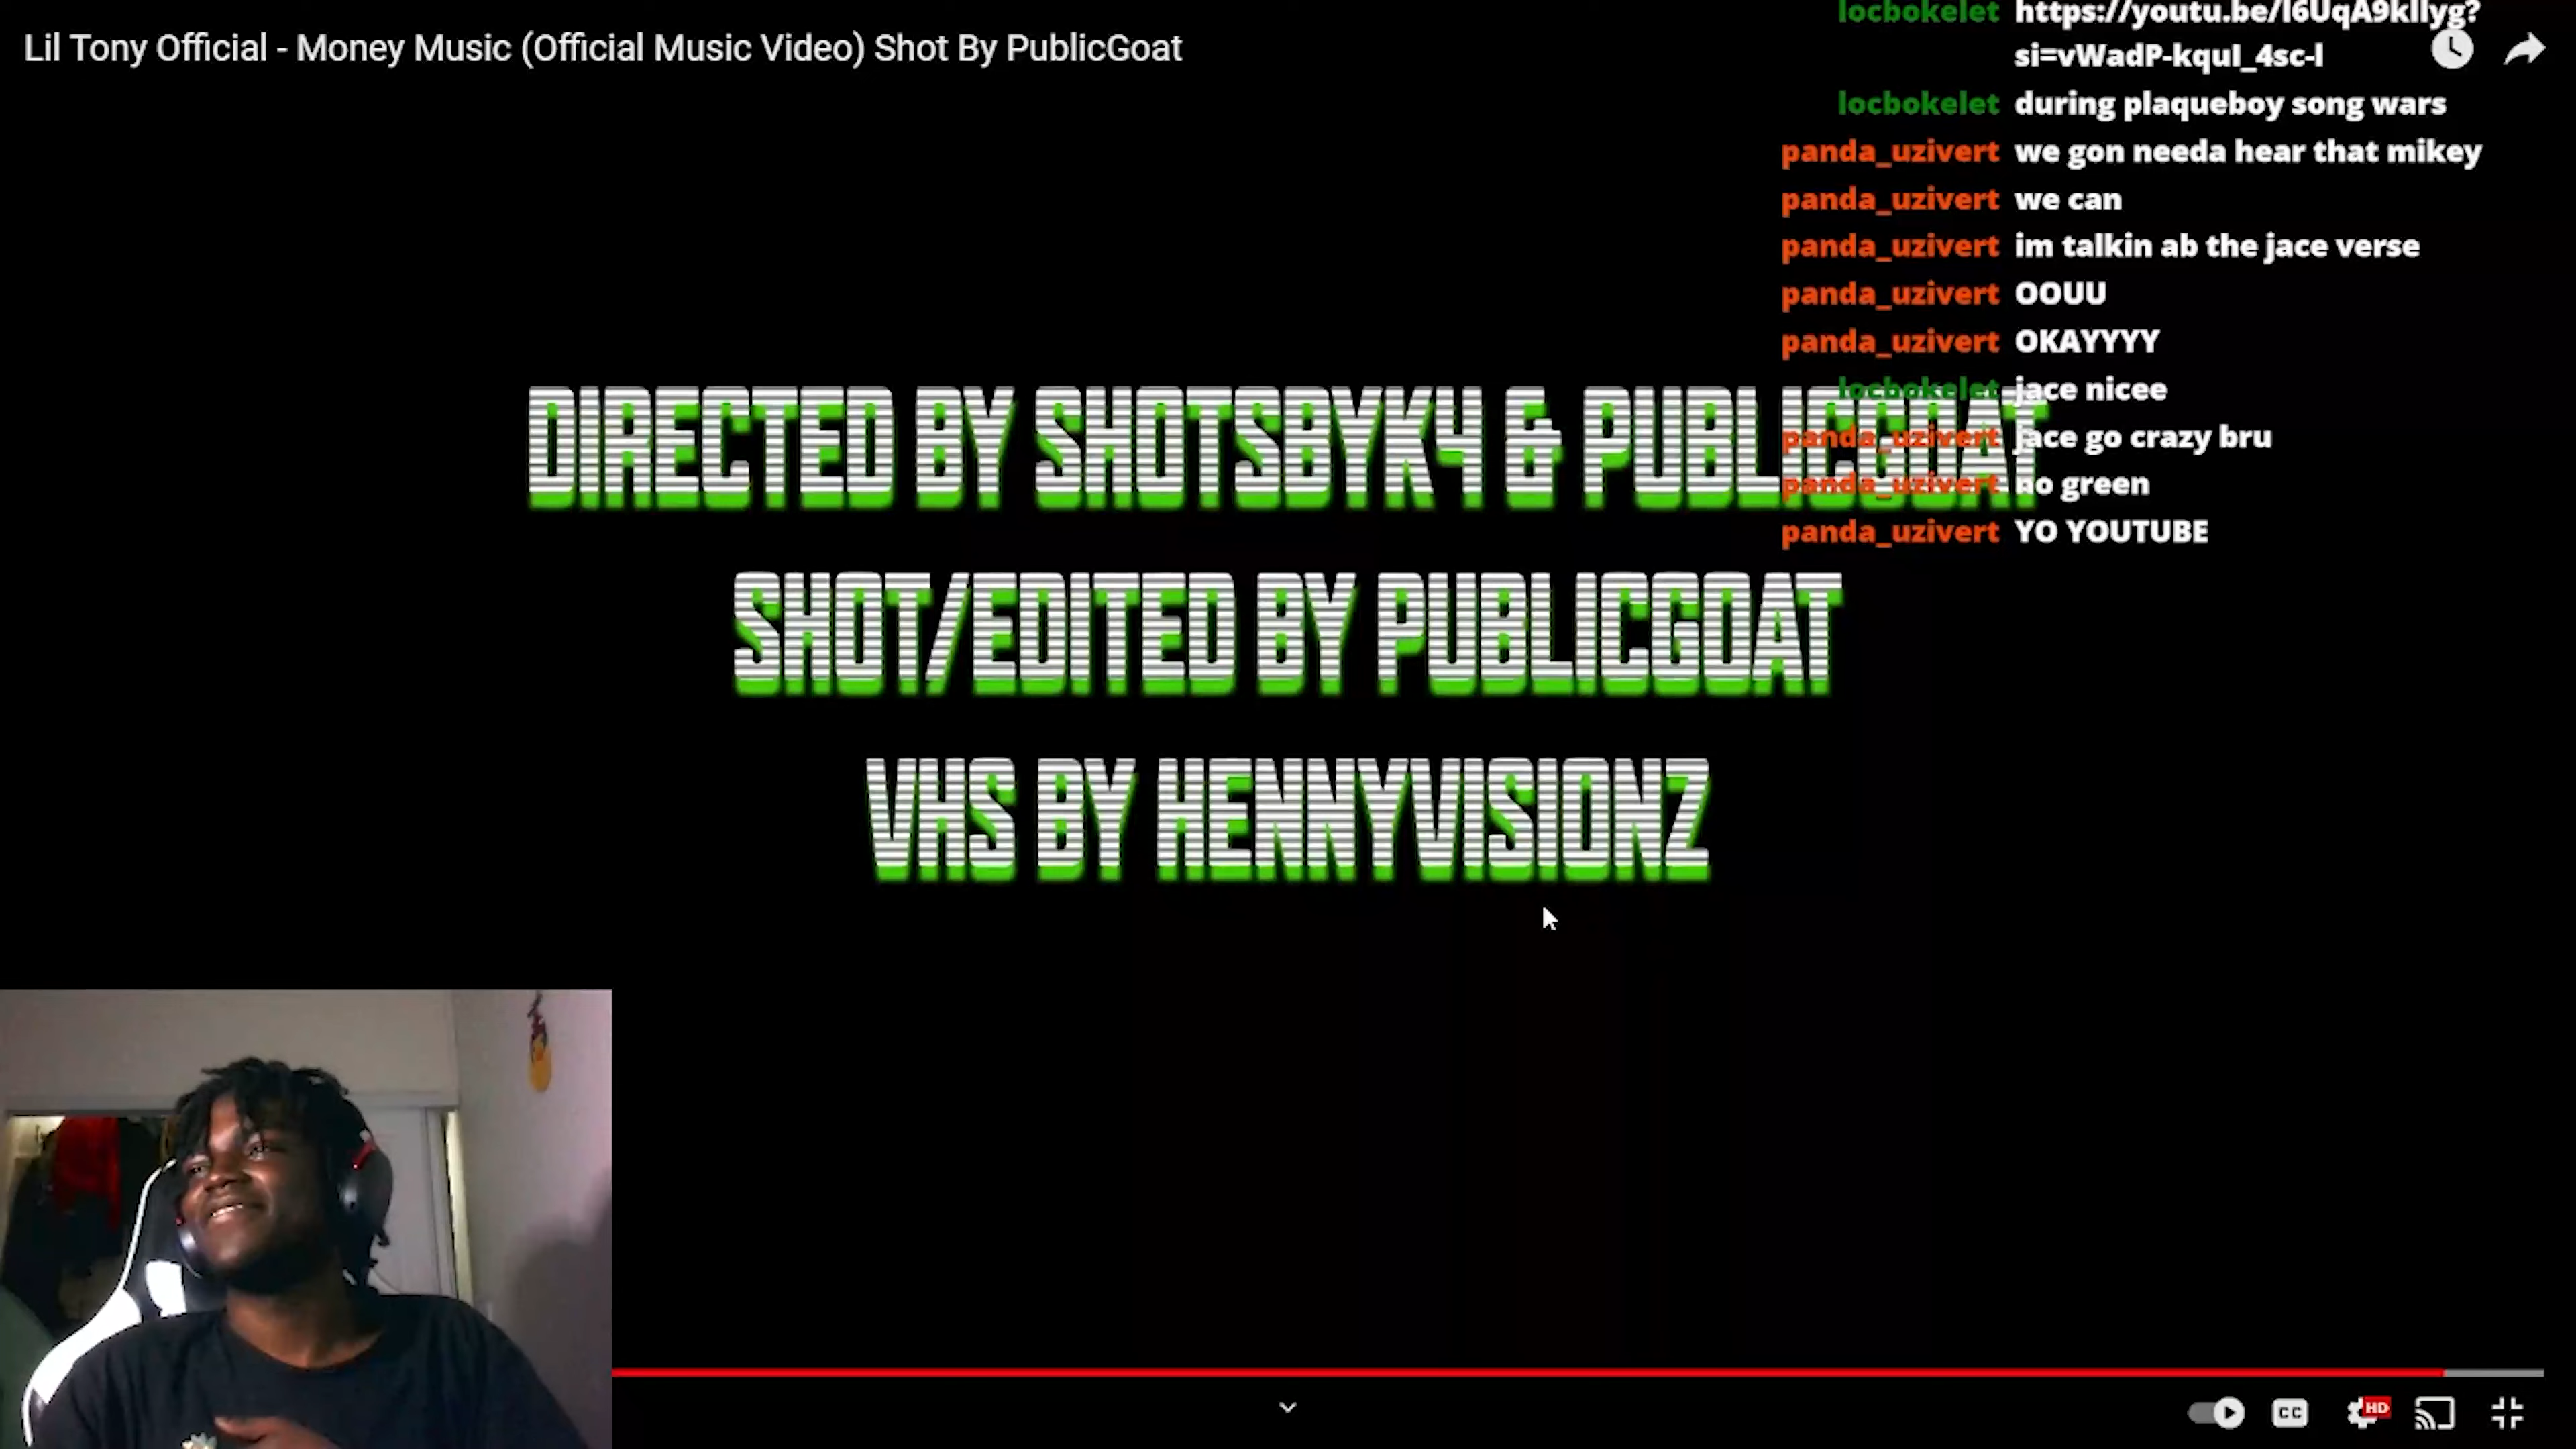 Lil Tony Official - Money Music (Official Music Video) Shot By PublicGoat
locbokelet https://youtu.be/I6UqA9kIlyg?
si=vWadP-kquI_4sc-l
locbokelet during plaqueboy song wars
panda_uzivert we gon needa hear that mikey
panda_uzivert we can
panda_uzivert im talkin ab the jace verse
panda_uzivert OOUU
panda_uzivert OKAYYYY
locbokelet jace nicee
panda_uzivert jace go crazy bru
panda_uzivert no green
panda_uzivert YO YOUTUBE
DIRECTED BY SHOTSBYK4 & PUBLICGOAT
SHOT/EDITED BY PUBLICGOAT
VHS BY HENNYVISIONZ
CC
HD